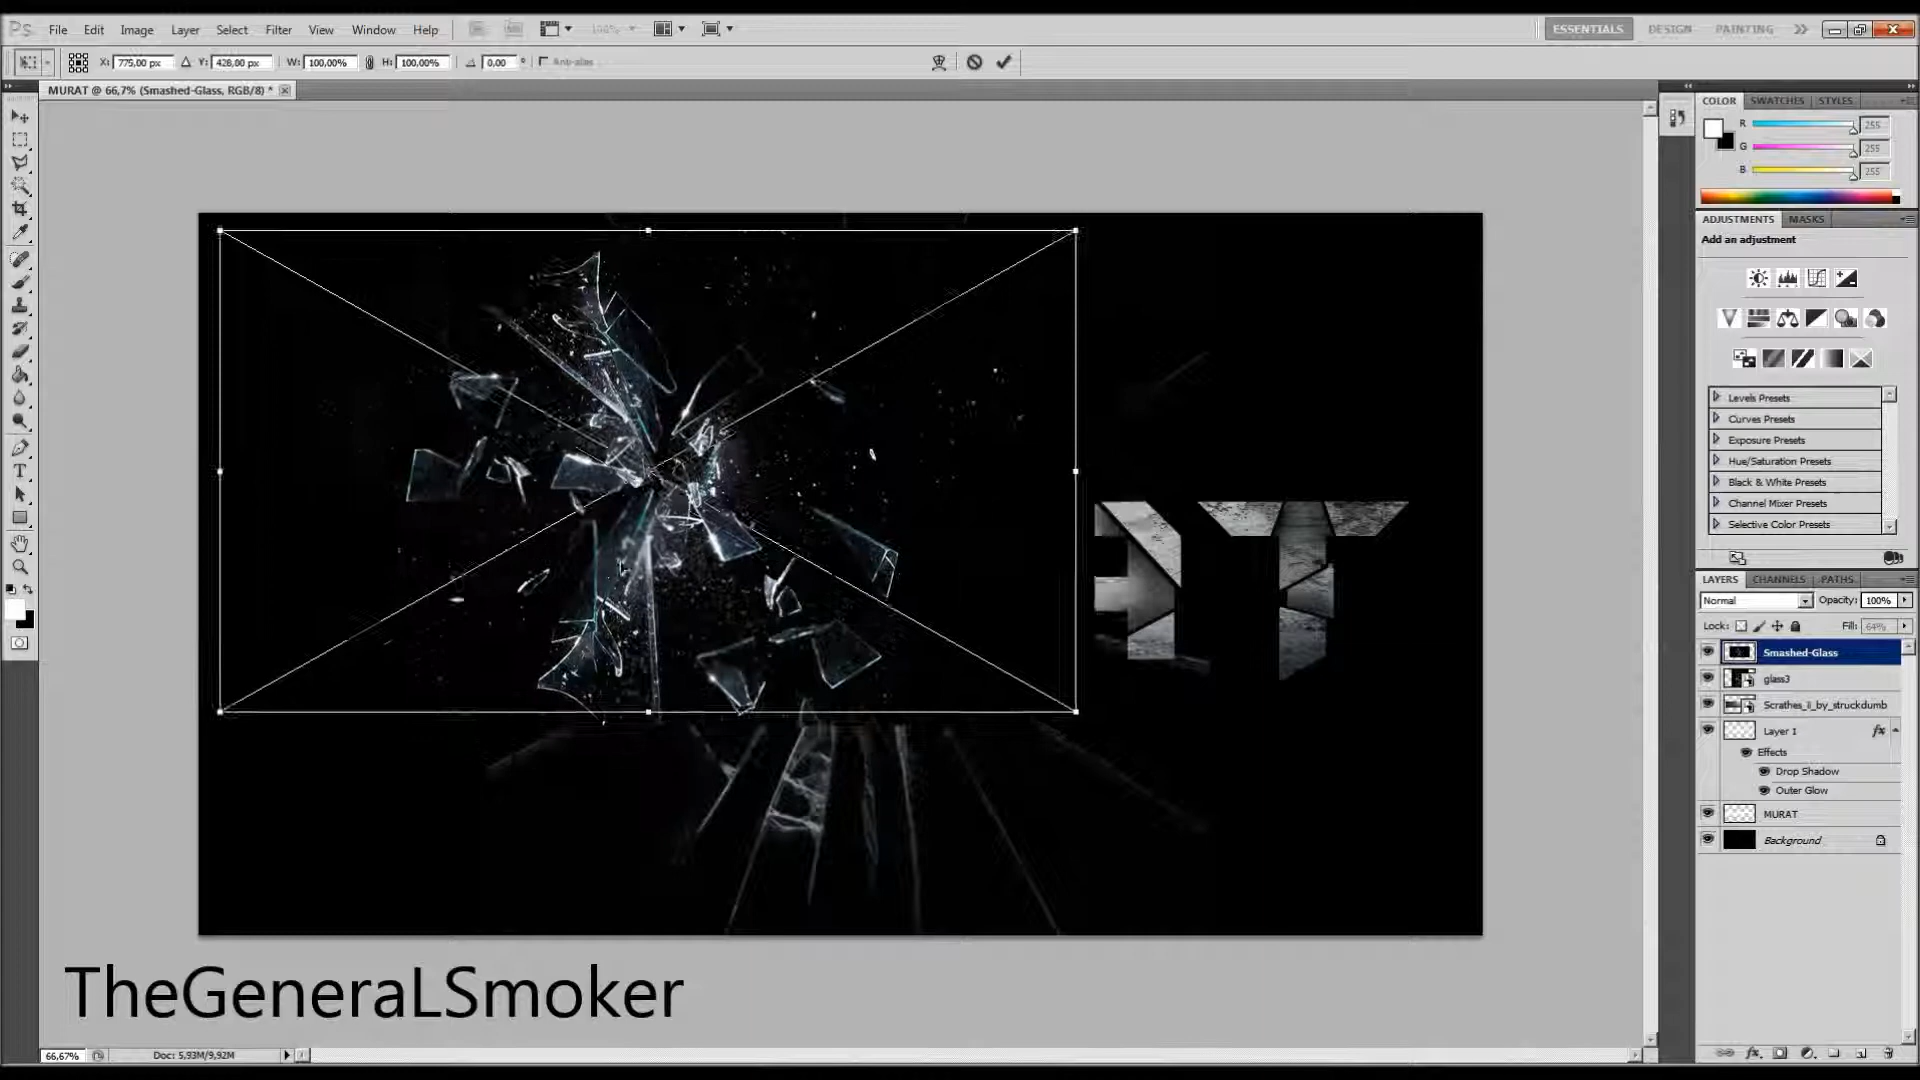 Ps File Edit Image Layer Select Filter View Window Help 100% ESSENTIALS DESIGN PAINTING
X: 775,00 px Y: 428,00 px W: 100,00% H: 100,00% 0,00 ° Anti-alias
MURAT @ 66,7% (Smashed-Glass, RGB/8) *
COLOR SWATCHES STYLES
R 255
G 255
B 255
ADJUSTMENTS MASKS
Add an adjustment
Levels Presets
Curves Presets
Exposure Presets
Hue/Saturation Presets
Black & White Presets
Channel Mixer Presets
Selective Color Presets
LAYERS CHANNELS PATHS
Normal Opacity: 100%
Lock: Fill: 64%
Smashed-Glass
glass3
Scrathes_ii_by_struckdumb
Layer 1 fx
Effects
Drop Shadow
Outer Glow
MURAT
Background
T
TheGeneraLSmoker
66,67% Doc: 5,93M/9,92M